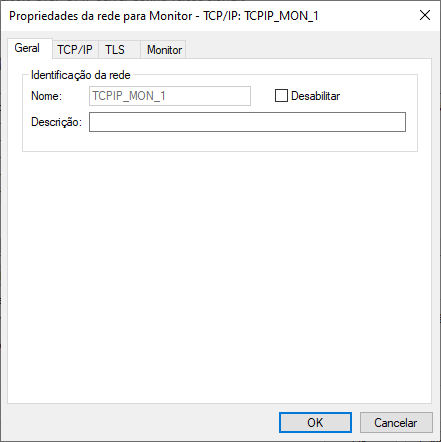 Propriedades da rede para Monitor - TCP/IP: TCPIP_MON_1
Geral TCP/IP TLS Monitor
Identificação da rede
Nome: TCPIP_MON_1 Desabilitar
Descrição:
OK Cancelar